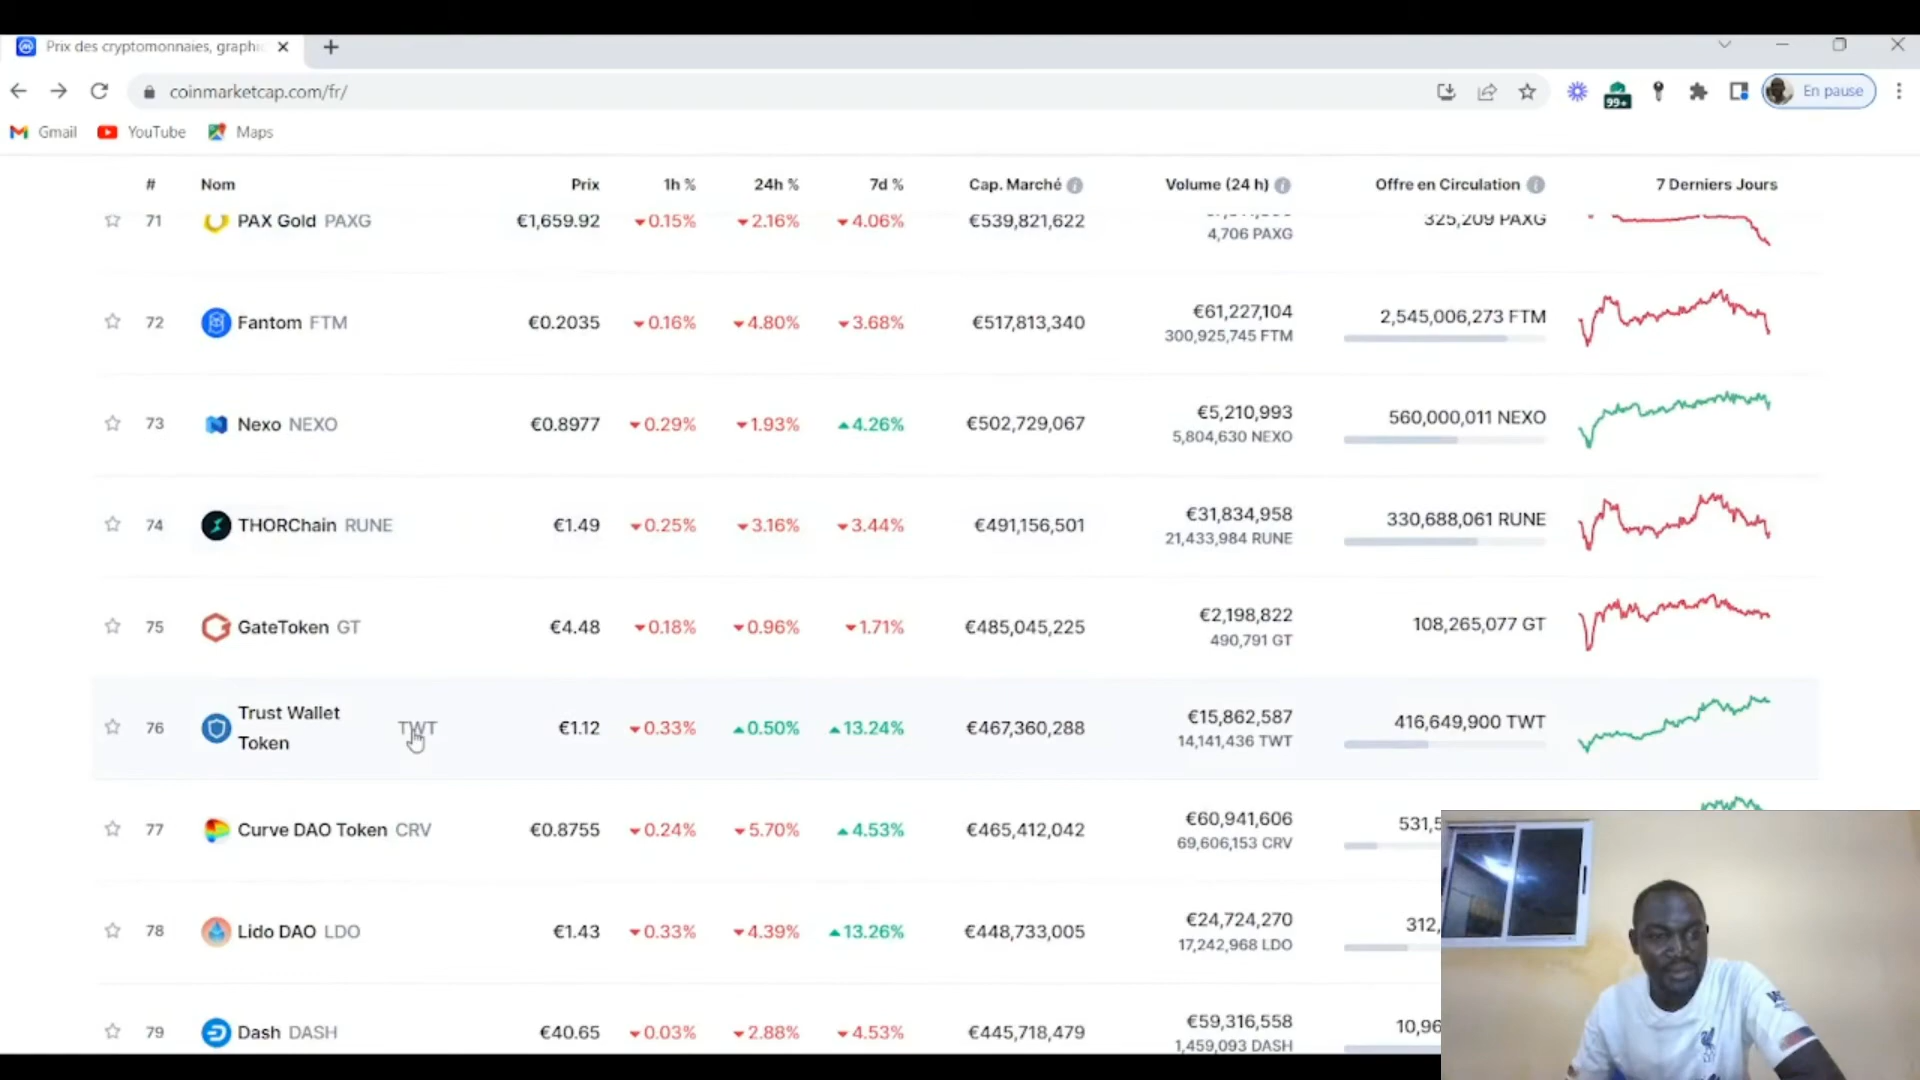 Prix des cryptomonnaies, graphi
coinmarketcap.com/fr/
99+
En pause
Gmail YouTube Maps
# Nom Prix 1h % 24h % 7d % Cap. Marché Volume (24 h) Offre en Circulation 7 Derniers Jours
71 PAX Gold PAXG €1,659.92 0.15% 2.16% 4.06% €539,821,622 325,209 PAXG
4,706 PAXG
72 Fantom FTM €0.2035 0.16% 4.80% 3.68% €517,813,340 €61,227,104 2,545,006,273 FTM
300,925,745 FTM
73 Nexo NEXO €0.8977 0.29% 1.93% 4.26% €502,729,067 €5,210,993 560,000,011 NEXO
5,804,630 NEXO
74 THORChain RUNE €1.49 0.25% 3.16% 3.44% €491,156,501 €31,834,958 330,688,061 RUNE
21,433,984 RUNE
75 GateToken GT €4.48 0.18% 0.96% 1.71% €485,045,225 €2,198,822 108,265,077 GT
490,791 GT
76 Trust Wallet Token TWT €1.12 0.33% 0.50% 13.24% €467,360,288 €15,862,587 416,649,900 TWT
14,141,436 TWT
77 Curve DAO Token CRV €0.8755 0.24% 5.70% 4.53% €465,412,042 €60,941,606 531,5
69,606,153 CRV
78 Lido DAO LDO €1.43 0.33% 4.39% 13.26% €448,733,005 €24,724,270 312,
17,242,968 LDO
79 Dash DASH €40.65 0.03% 2.88% 4.53% €445,718,479 €59,316,558 10,96
1,459,093 DASH